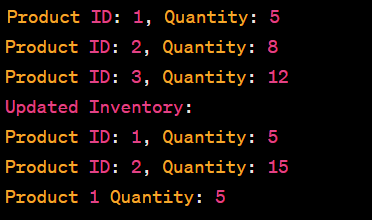 Product ID: 1, Quantity: 5
Product ID: 2, Quantity: 8
Product ID: 3, Quantity: 12
Updated Inventory:
Product ID: 1, Quantity: 5
Product ID: 2, Quantity: 15
Product 1 Quantity: 5